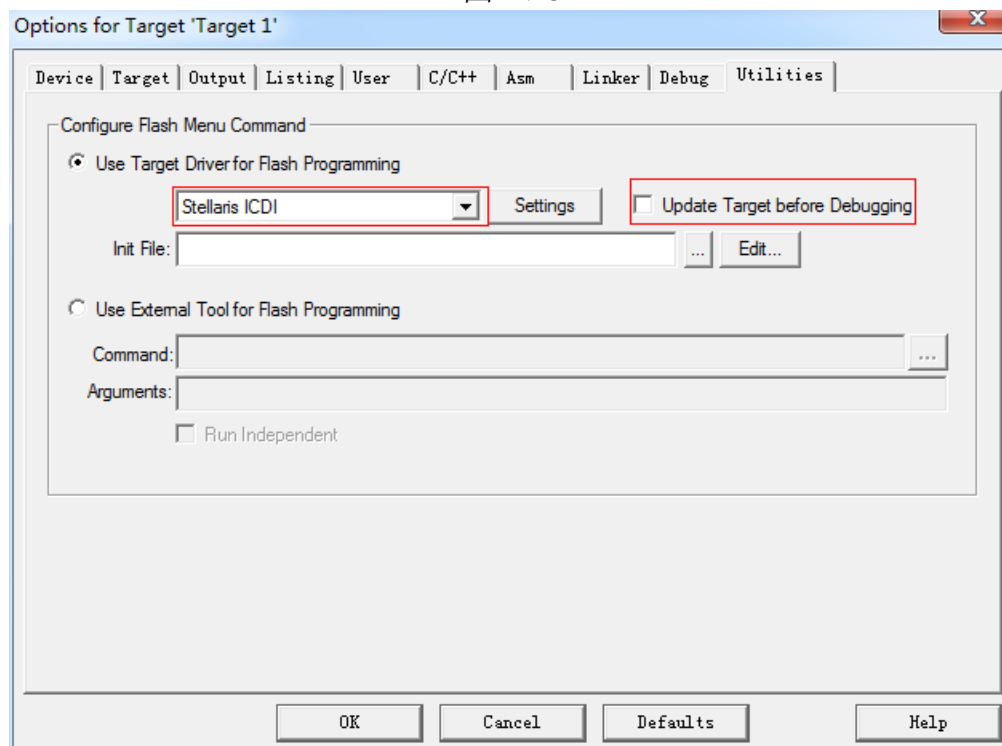 Options for Target 'Target 1'
Device Target Output Listing User C/C++ Asm Linker Debug Utilities
Configure Flash Menu Command
Use Target Driver for Flash Programming
Stellaris ICDI Settings Update Target before Debugging
Init File: ... Edit...
Use External Tool for Flash Programming
Command: ...
Arguments:
Run Independent
OK Cancel Defaults Help